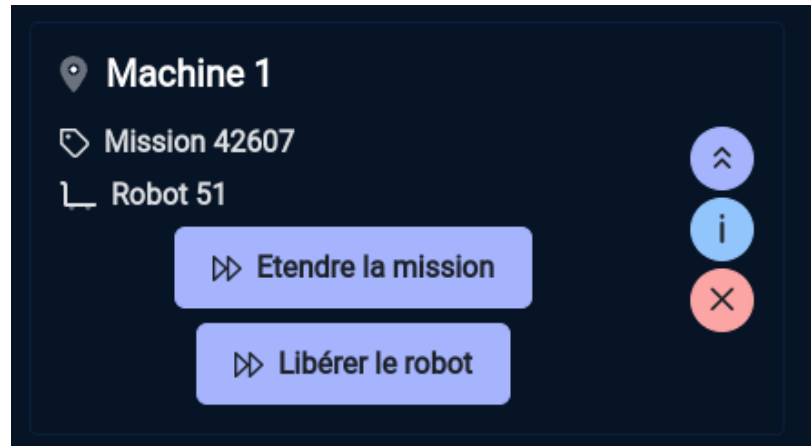 Machine 1
Mission 42607
Robot 51
Etendre la mission
Libérer le robot